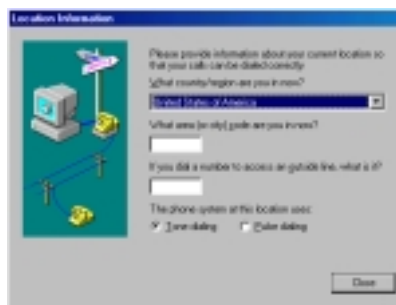 Location Information
Please provide information about your current location so
that your calls can be dialed correctly.
What country/region are you in now?
United States of America
What area (or city) code are you in now?
If you dial a number to access an outside line, what is it?
The phone system at this location uses:
Tone dialing
Pulse dialing
Close